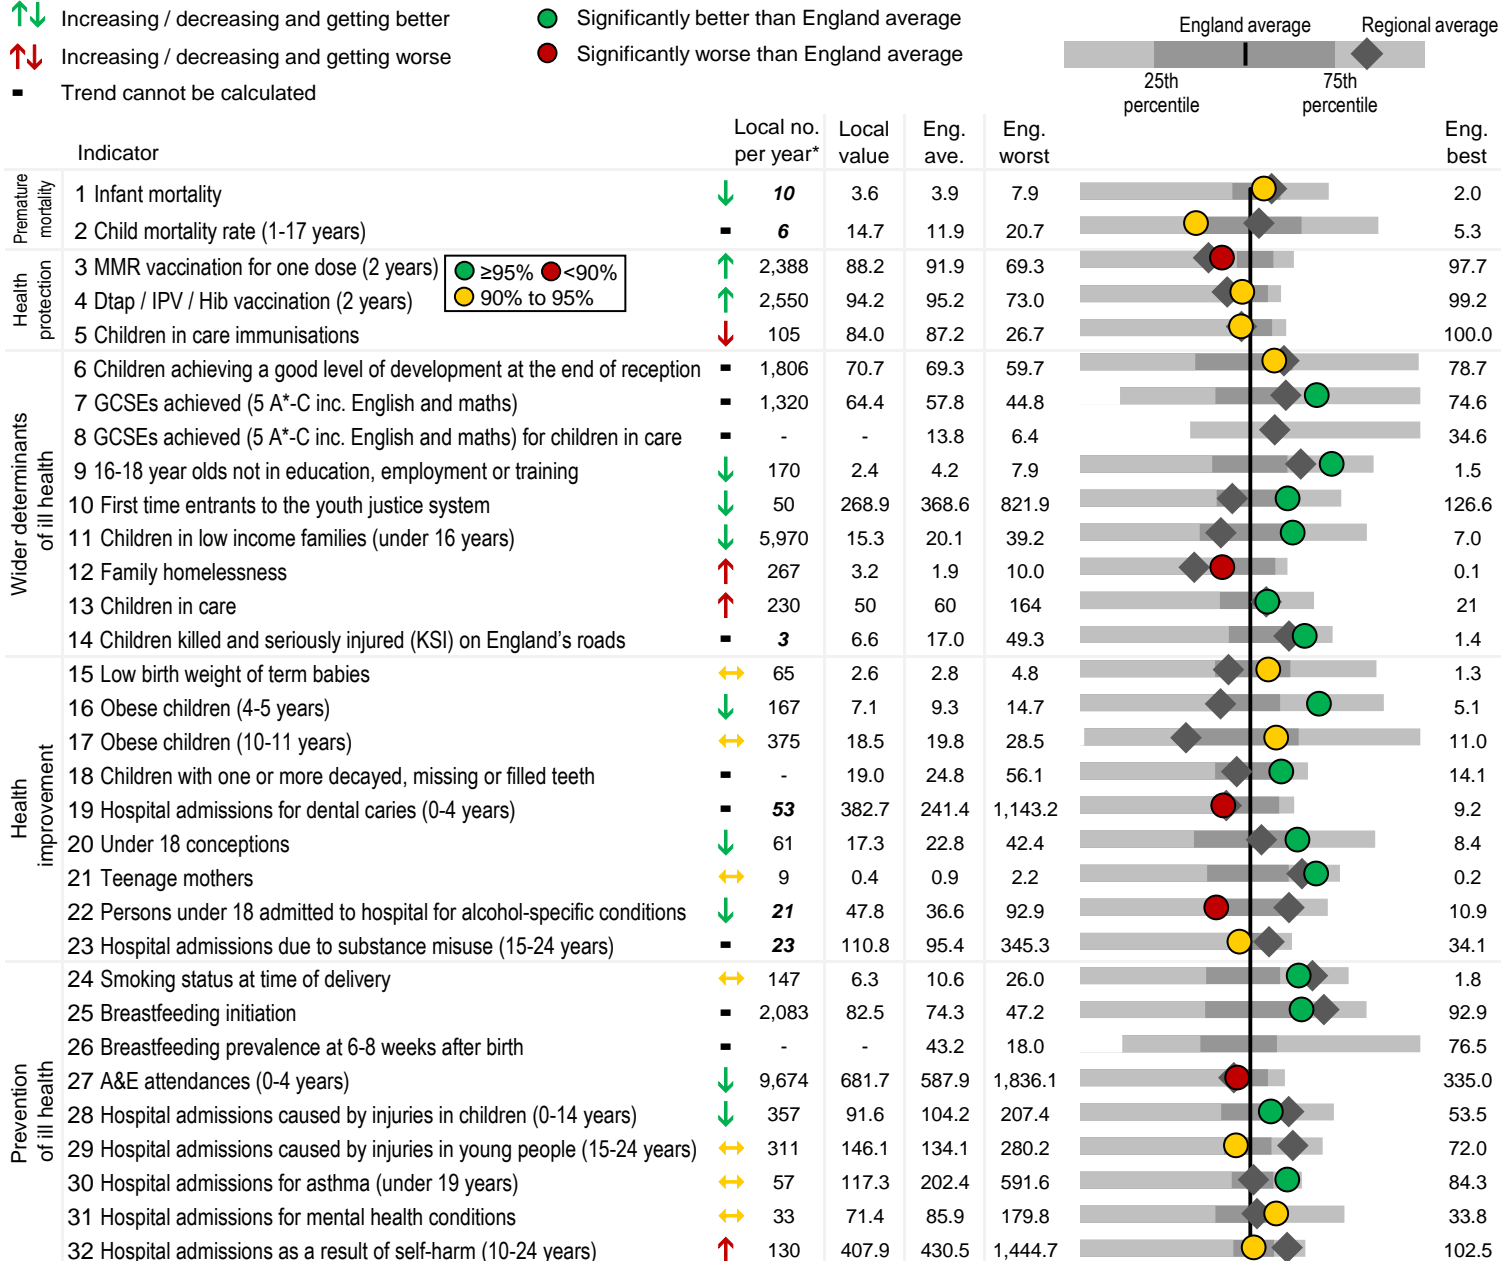 ↑↓ Increasing / decreasing and getting better
Significantly better than England average
↑↓ Increasing / decreasing and getting worse
Significantly worse than England average
- Trend cannot be calculated
England average
Regional average
25th percentile
75th percentile
Indicator
Local no. per year*
Local value
Eng. ave.
Eng. worst
Eng. best
Premature mortality
1 Infant mortality ↓ 10 3.6 3.9 7.9 2.0
2 Child mortality rate (1-17 years) - 6 14.7 11.9 20.7 5.3
Health protection
3 MMR vaccination for one dose (2 years) ↑ 2,388 88.2 91.9 69.3 97.7
≥95% <90%
90% to 95%
4 Dtap / IPV / Hib vaccination (2 years) ↑ 2,550 94.2 95.2 73.0 99.2
5 Children in care immunisations ↓ 105 84.0 87.2 26.7 100.0
Wider determinants of ill health
6 Children achieving a good level of development at the end of reception - 1,806 70.7 69.3 59.7 78.7
7 GCSEs achieved (5 A*-C inc. English and maths) - 1,320 64.4 57.8 44.8 74.6
8 GCSEs achieved (5 A*-C inc. English and maths) for children in care - - - 13.8 6.4 34.6
9 16-18 year olds not in education, employment or training ↓ 170 2.4 4.2 7.9 1.5
10 First time entrants to the youth justice system ↓ 50 268.9 368.6 821.9 126.6
11 Children in low income families (under 16 years) ↓ 5,970 15.3 20.1 39.2 7.0
12 Family homelessness ↑ 267 3.2 1.9 10.0 0.1
13 Children in care ↑ 230 50 60 164 21
14 Children killed and seriously injured (KSI) on England's roads - 3 6.6 17.0 49.3 1.4
Health improvement
15 Low birth weight of term babies ↔ 65 2.6 2.8 4.8 1.3
16 Obese children (4-5 years) ↓ 167 7.1 9.3 14.7 5.1
17 Obese children (10-11 years) ↔ 375 18.5 19.8 28.5 11.0
18 Children with one or more decayed, missing or filled teeth - - 19.0 24.8 56.1 14.1
19 Hospital admissions for dental caries (0-4 years) - 53 382.7 241.4 1,143.2 9.2
20 Under 18 conceptions ↓ 61 17.3 22.8 42.4 8.4
21 Teenage mothers ↔ 9 0.4 0.9 2.2 0.2
22 Persons under 18 admitted to hospital for alcohol-specific conditions ↓ 21 47.8 36.6 92.9 10.9
23 Hospital admissions due to substance misuse (15-24 years) - 23 110.8 95.4 345.3 34.1
Prevention of ill health
24 Smoking status at time of delivery ↔ 147 6.3 10.6 26.0 1.8
25 Breastfeeding initiation - 2,083 82.5 74.3 47.2 92.9
26 Breastfeeding prevalence at 6-8 weeks after birth - - - 43.2 18.0 76.5
27 A&E attendances (0-4 years) ↓ 9,674 681.7 587.9 1,836.1 335.0
28 Hospital admissions caused by injuries in children (0-14 years) ↓ 357 91.6 104.2 207.4 53.5
29 Hospital admissions caused by injuries in young people (15-24 years) ↔ 311 146.1 134.1 280.2 72.0
30 Hospital admissions for asthma (under 19 years) ↔ 57 117.3 202.4 591.6 84.3
31 Hospital admissions for mental health conditions ↔ 33 71.4 85.9 179.8 33.8
32 Hospital admissions as a result of self-harm (10-24 years) ↑ 130 407.9 430.5 1,444.7 102.5